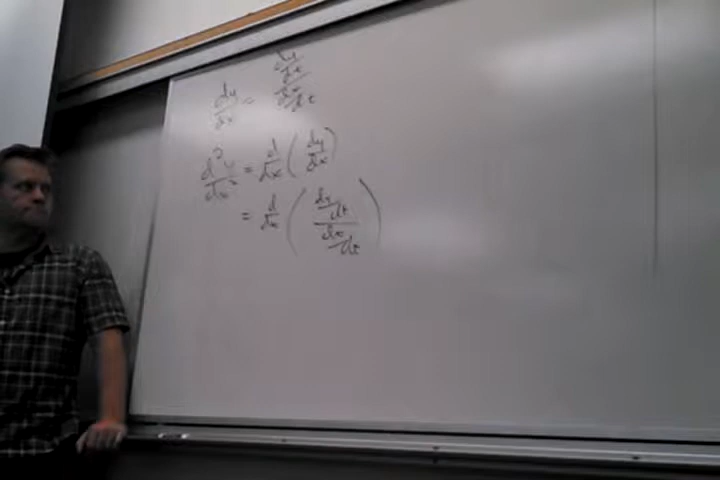 dy/dx = (dy/dt)/(dx/dt)
d²y/dx² = d/dx (dy/dx)
= d/dx ((dy/dt)/(dx/dt))